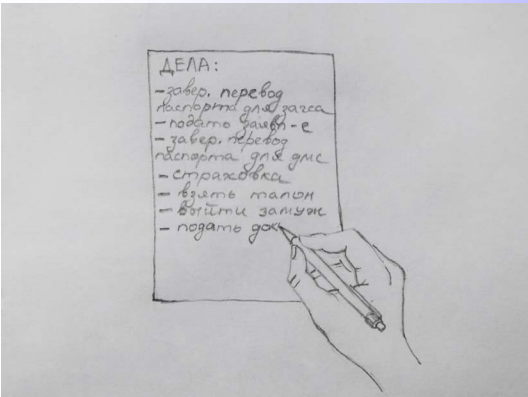 ДЕЛА:
-завер. перевод
паспорта для загса
-подать заявл-е
- завер. перевод
паспорта для дмс
- страховка
- взять талон
- выйти замуж
- подать док